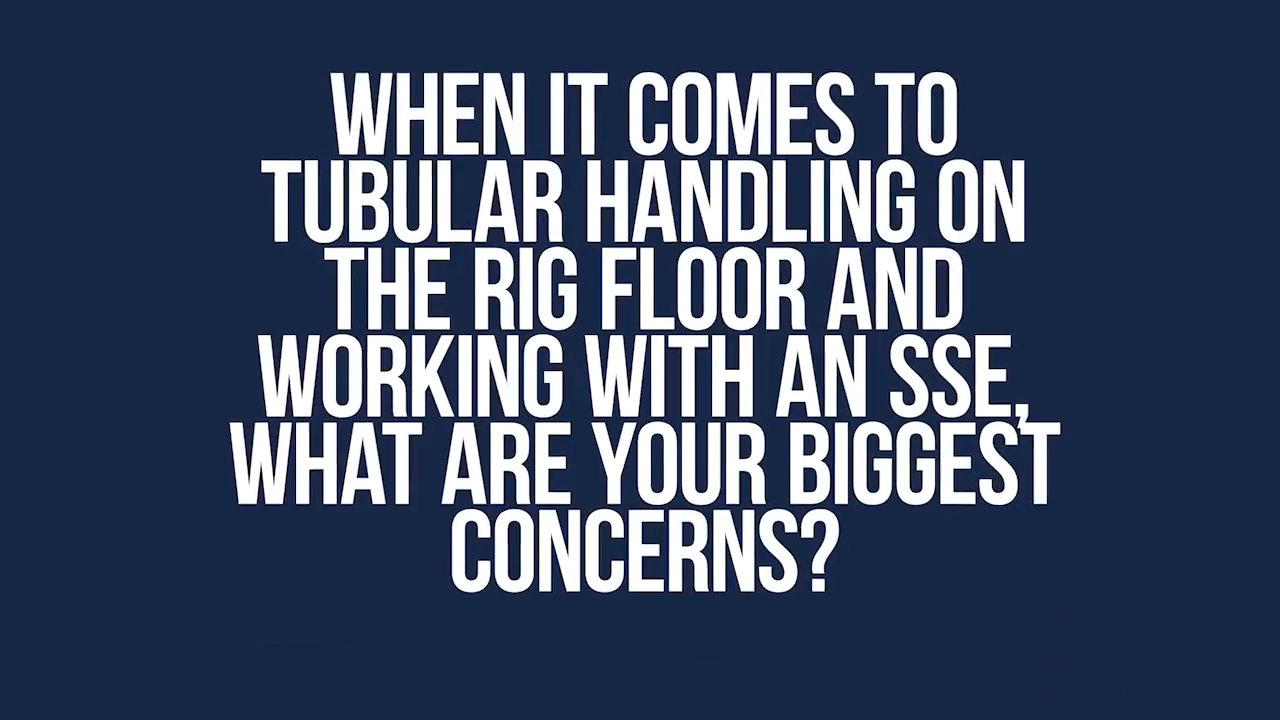 WHEN IT COMES TO
TUBULAR HANDLING ON
THE RIG FLOOR AND
WORKING WITH AN SSE,
WHAT ARE YOUR BIGGEST
CONCERNS?